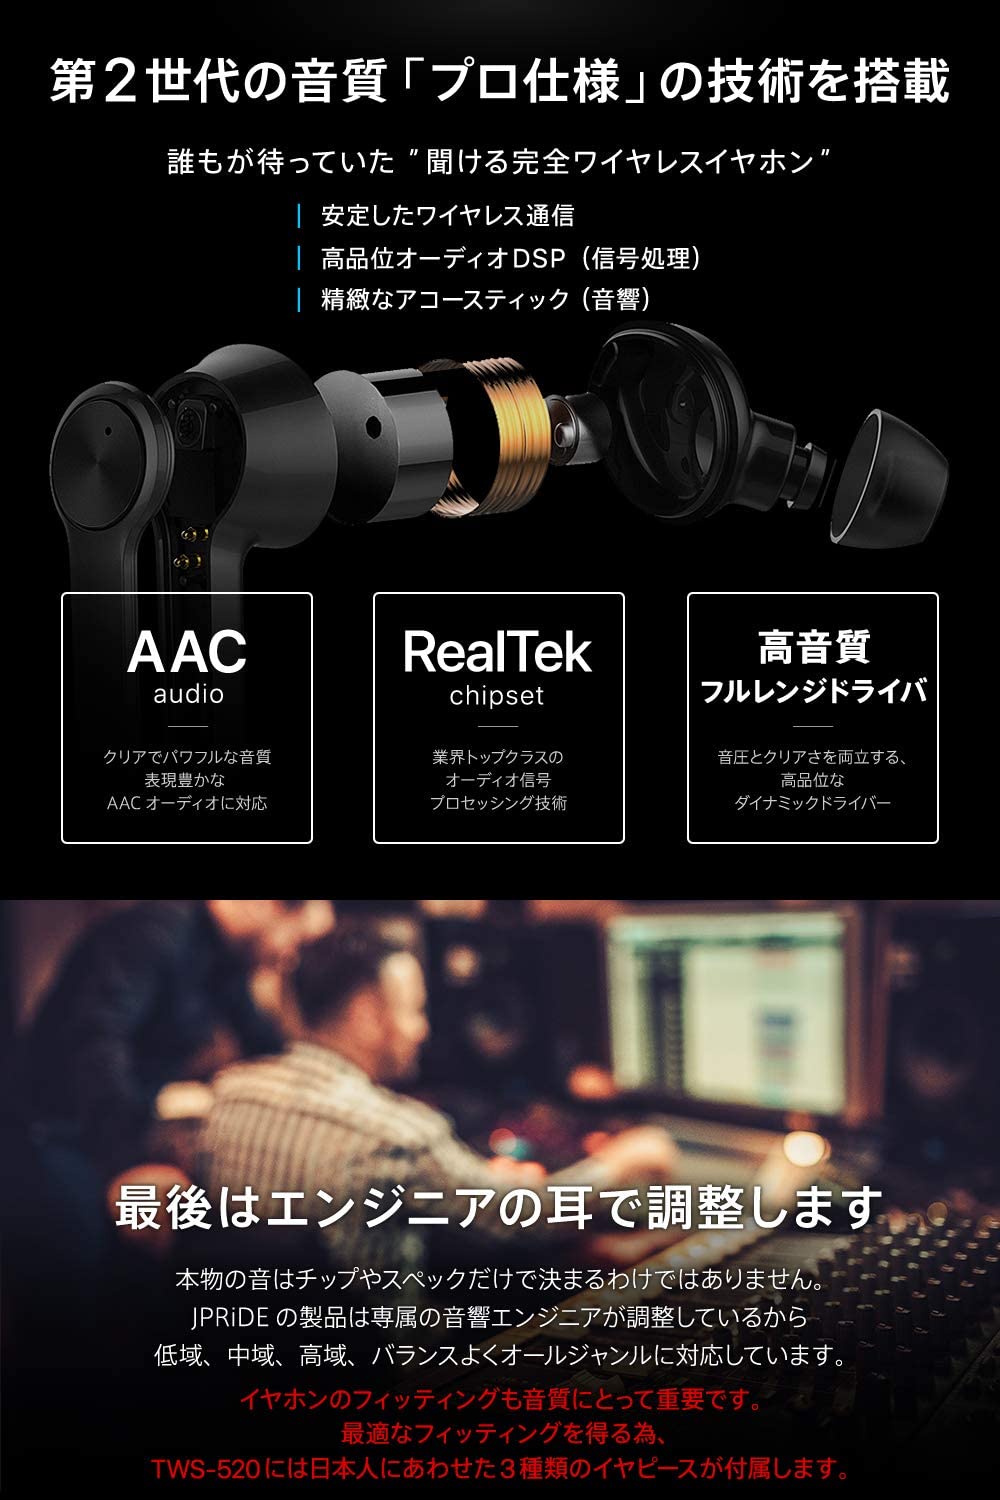 第2世代の音質「プロ仕様」の技術を搭載
誰もが待っていた ”聞ける完全ワイヤレスイヤホン”
安定したワイヤレス通信
高品位オーディオDSP（信号処理）
精緻なアコースティック（音響）
AAC
audio
クリアでパワフルな音質
表現豊かな
AAC オーディオに対応
RealTek
chipset
業界トップクラスの
オーディオ信号
プロセッシング技術
高音質
フルレンジドライバ
音圧とクリアさを両立する、
高品位な
ダイナミックドライバー
最後はエンジニアの耳で調整します
本物の音はチップやスペックだけで決まるわけではありません。
JPRiDE の製品は専属の音響エンジニアが調整しているから
低域、中域、高域、バランスよくオールジャンルに対応しています。
イヤホンのフィッティングも音質にとって重要です。
最適なフィッティングを得る為、
TWS-520には日本人にあわせた3種類のイヤピースが付属します。